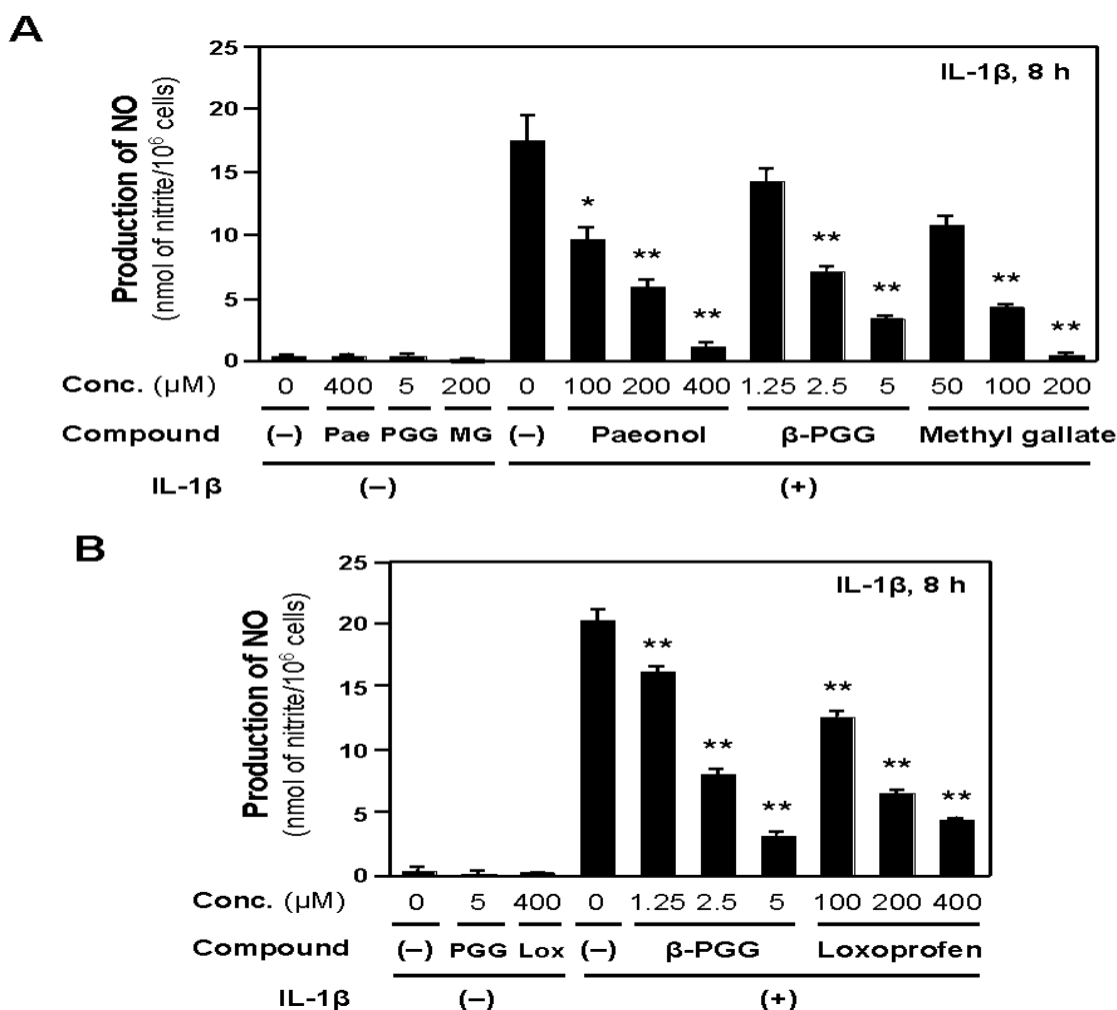 A
IL-1β, 8 h
Production of NO
(nmol of nitrite/10⁶ cells)
25
20
15
10
5
0
*
**
**
**
**
**
**
Conc. (μM) 0 400 5 200 0 100 200 400 1.25 2.5 5 50 100 200
Compound (–) Pae PGG MG (–) Paeonol β-PGG Methyl gallate
IL-1β (–) (+)
B
IL-1β, 8 h
Production of NO
(nmol of nitrite/10⁶ cells)
25
20
15
10
5
0
**
**
**
**
**
**
Conc. (μM) 0 5 400 0 1.25 2.5 5 100 200 400
Compound (–) PGG Lox (–) β-PGG Loxoprofen
IL-1β (–) (+)